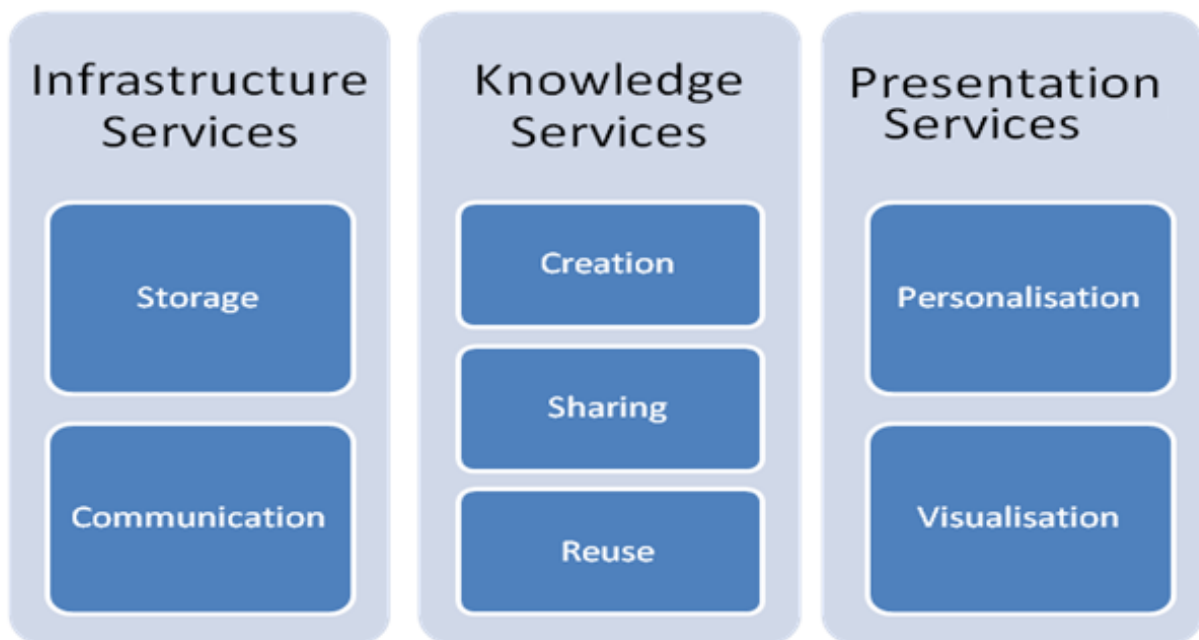 Infrastructure
Services
Storage
Communication
Knowledge
Services
Creation
Sharing
Reuse
Presentation
Services
Personalisation
Visualisation